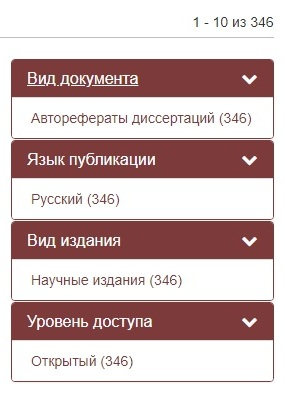 1 - 10 из 346
Вид документа
Авторефераты диссертаций (346)
Язык публикации
Русский (346)
Вид издания
Научные издания (346)
Уровень доступа
Открытый (346)